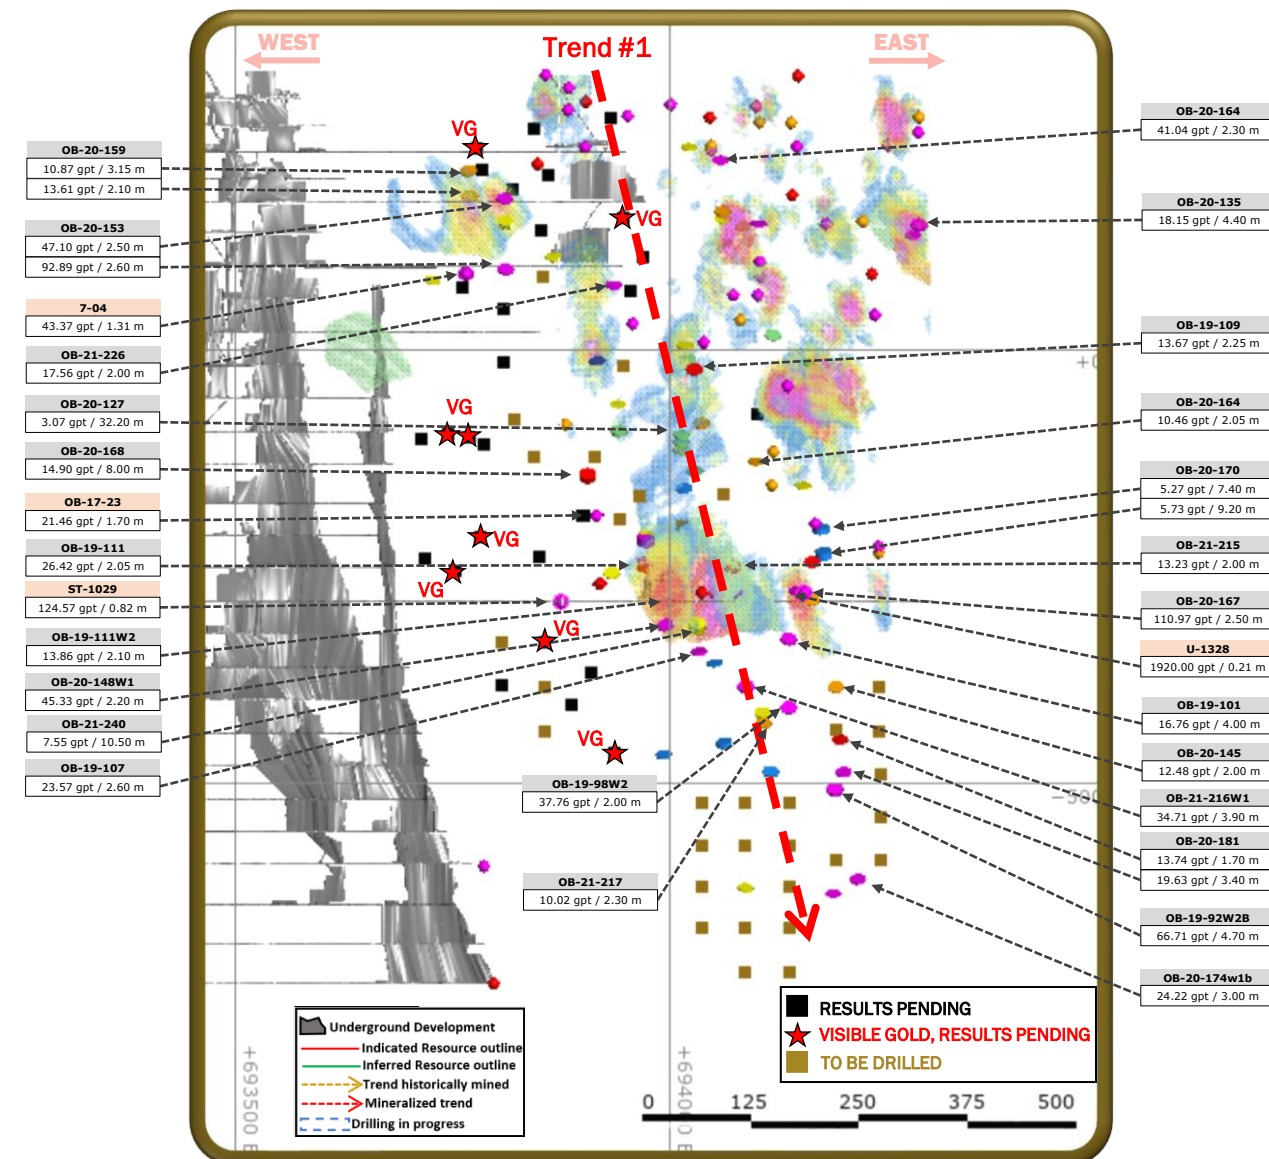 WEST
Trend #1
EAST
VG
VG
VG
VG
VG
VG
VG
OB-20-159
10.87 gpt / 3.15 m
13.61 gpt / 2.10 m
OB-20-153
47.10 gpt / 2.50 m
92.89 gpt / 2.60 m
7-04
43.37 gpt / 1.31 m
OB-21-226
17.56 gpt / 2.00 m
OB-20-127
3.07 gpt / 32.20 m
OB-20-168
14.90 gpt / 8.00 m
OB-17-23
21.46 gpt / 1.70 m
OB-19-111
26.42 gpt / 2.05 m
ST-1029
124.57 gpt / 0.82 m
OB-19-111W2
13.86 gpt / 2.10 m
OB-20-148W1
45.33 gpt / 2.20 m
OB-21-240
7.55 gpt / 10.50 m
OB-19-107
23.57 gpt / 2.60 m
OB-19-98W2
37.76 gpt / 2.00 m
OB-21-217
10.02 gpt / 2.30 m
OB-20-164
41.04 gpt / 2.30 m
OB-20-135
18.15 gpt / 4.40 m
OB-19-109
13.67 gpt / 2.25 m
OB-20-164
10.46 gpt / 2.05 m
OB-20-170
5.27 gpt / 7.40 m
5.73 gpt / 9.20 m
OB-21-215
13.23 gpt / 2.00 m
OB-20-167
110.97 gpt / 2.50 m
U-1328
1920.00 gpt / 0.21 m
OB-19-101
16.76 gpt / 4.00 m
OB-20-145
12.48 gpt / 2.00 m
OB-21-216W1
34.71 gpt / 3.90 m
OB-20-181
13.74 gpt / 1.70 m
19.63 gpt / 3.40 m
OB-19-92W2B
66.71 gpt / 4.70 m
OB-20-174w1b
24.22 gpt / 3.00 m
+0
-500
+693500 E
Underground Development
Indicated Resource outline
Inferred Resource outline
Trend historically mined
Mineralized trend
Drilling in progress
RESULTS PENDING
VISIBLE GOLD, RESULTS PENDING
TO BE DRILLED
0 125 250 375 500